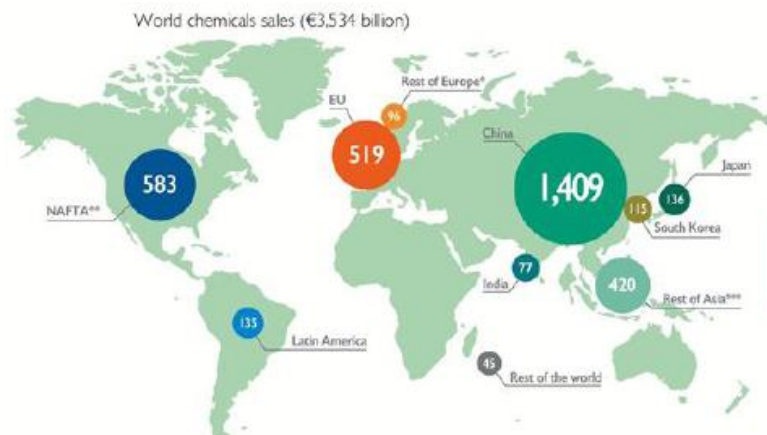 World chemicals sales (€3,534 billion)
Rest of Europe*
96
EU
519
China
1,409
583
NAFTA**
Japan
136
115
South Korea
77
India
420
Rest of Asia***
135
Latin America
45
Rest of the world